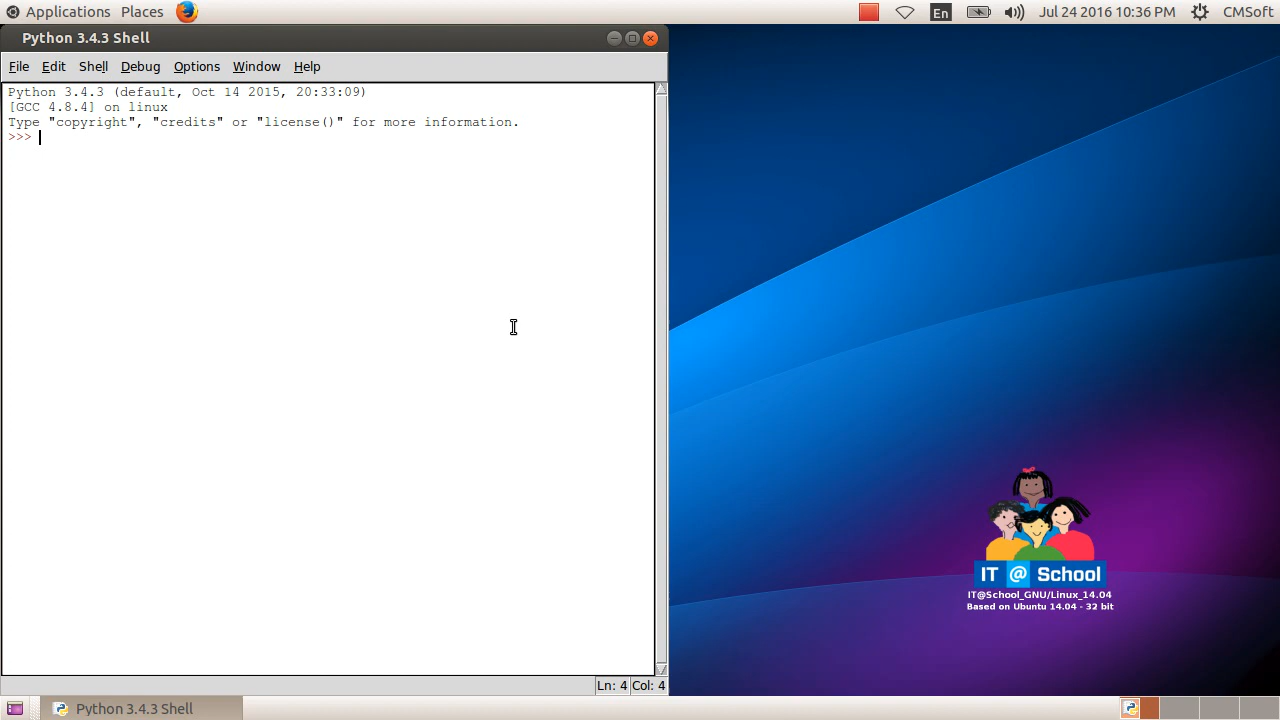 Applications Places En Jul 24 2016 10:36 PM CMSoft
Python 3.4.3 Shell
File Edit Shell Debug Options Window Help
Python 3.4.3 (default, Oct 14 2015, 20:33:09)
[GCC 4.8.4] on linux
Type "copyright", "credits" or "license()" for more information.
>>>
IT @ School
IT@School_GNU/Linux_14.04
Based on Ubuntu 14.04 - 32 bit
Ln: 4 Col: 4
Python 3.4.3 Shell